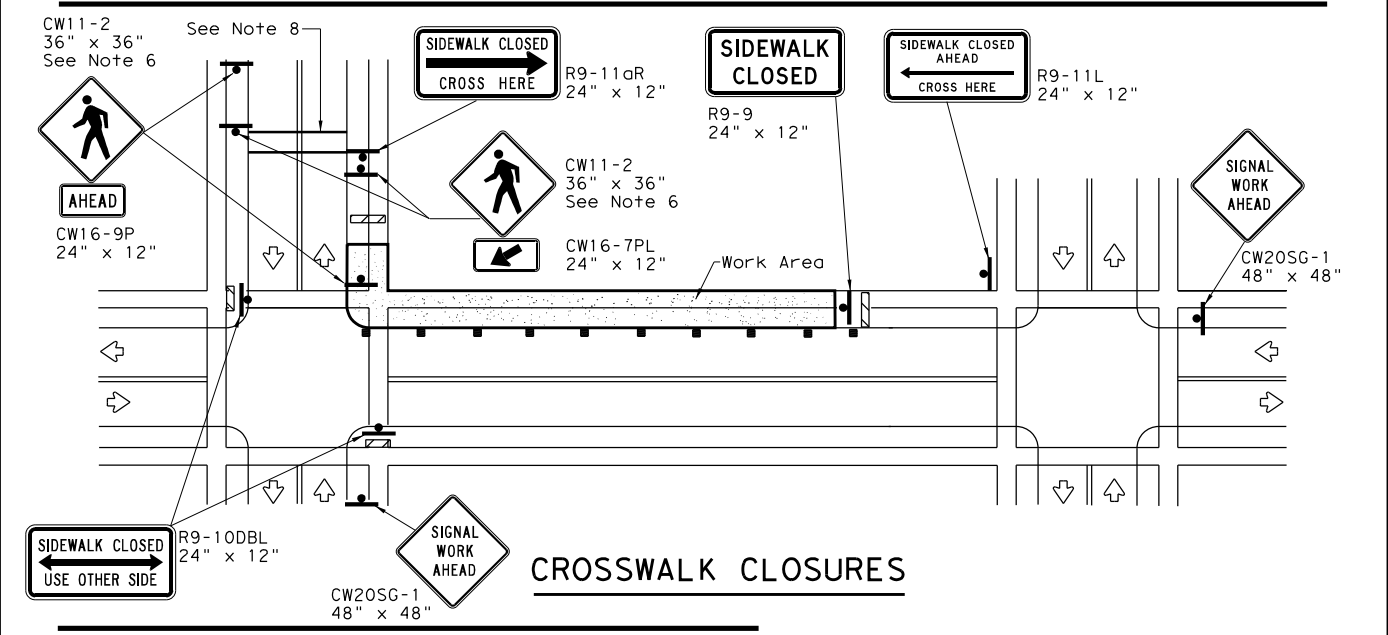 CW11-2
36" x 36"
See Note 6
AHEAD
CW16-9P
24" x 12"
See Note 8
SIDEWALK CLOSED
CROSS HERE
R9-11aR
24" x 12"
CW11-2
36" x 36"
See Note 6
CW16-7PL
24" x 12"
SIDEWALK
CLOSED
R9-9
24" x 12"
SIDEWALK CLOSED
AHEAD
CROSS HERE
R9-11L
24" x 12"
SIGNAL
WORK
AHEAD
CW20SG-1
48" x 48"
Work Area
SIDEWALK CLOSED
USE OTHER SIDE
R9-10DBL
24" x 12"
SIGNAL
WORK
AHEAD
CW20SG-1
48" x 48"
CROSSWALK CLOSURES